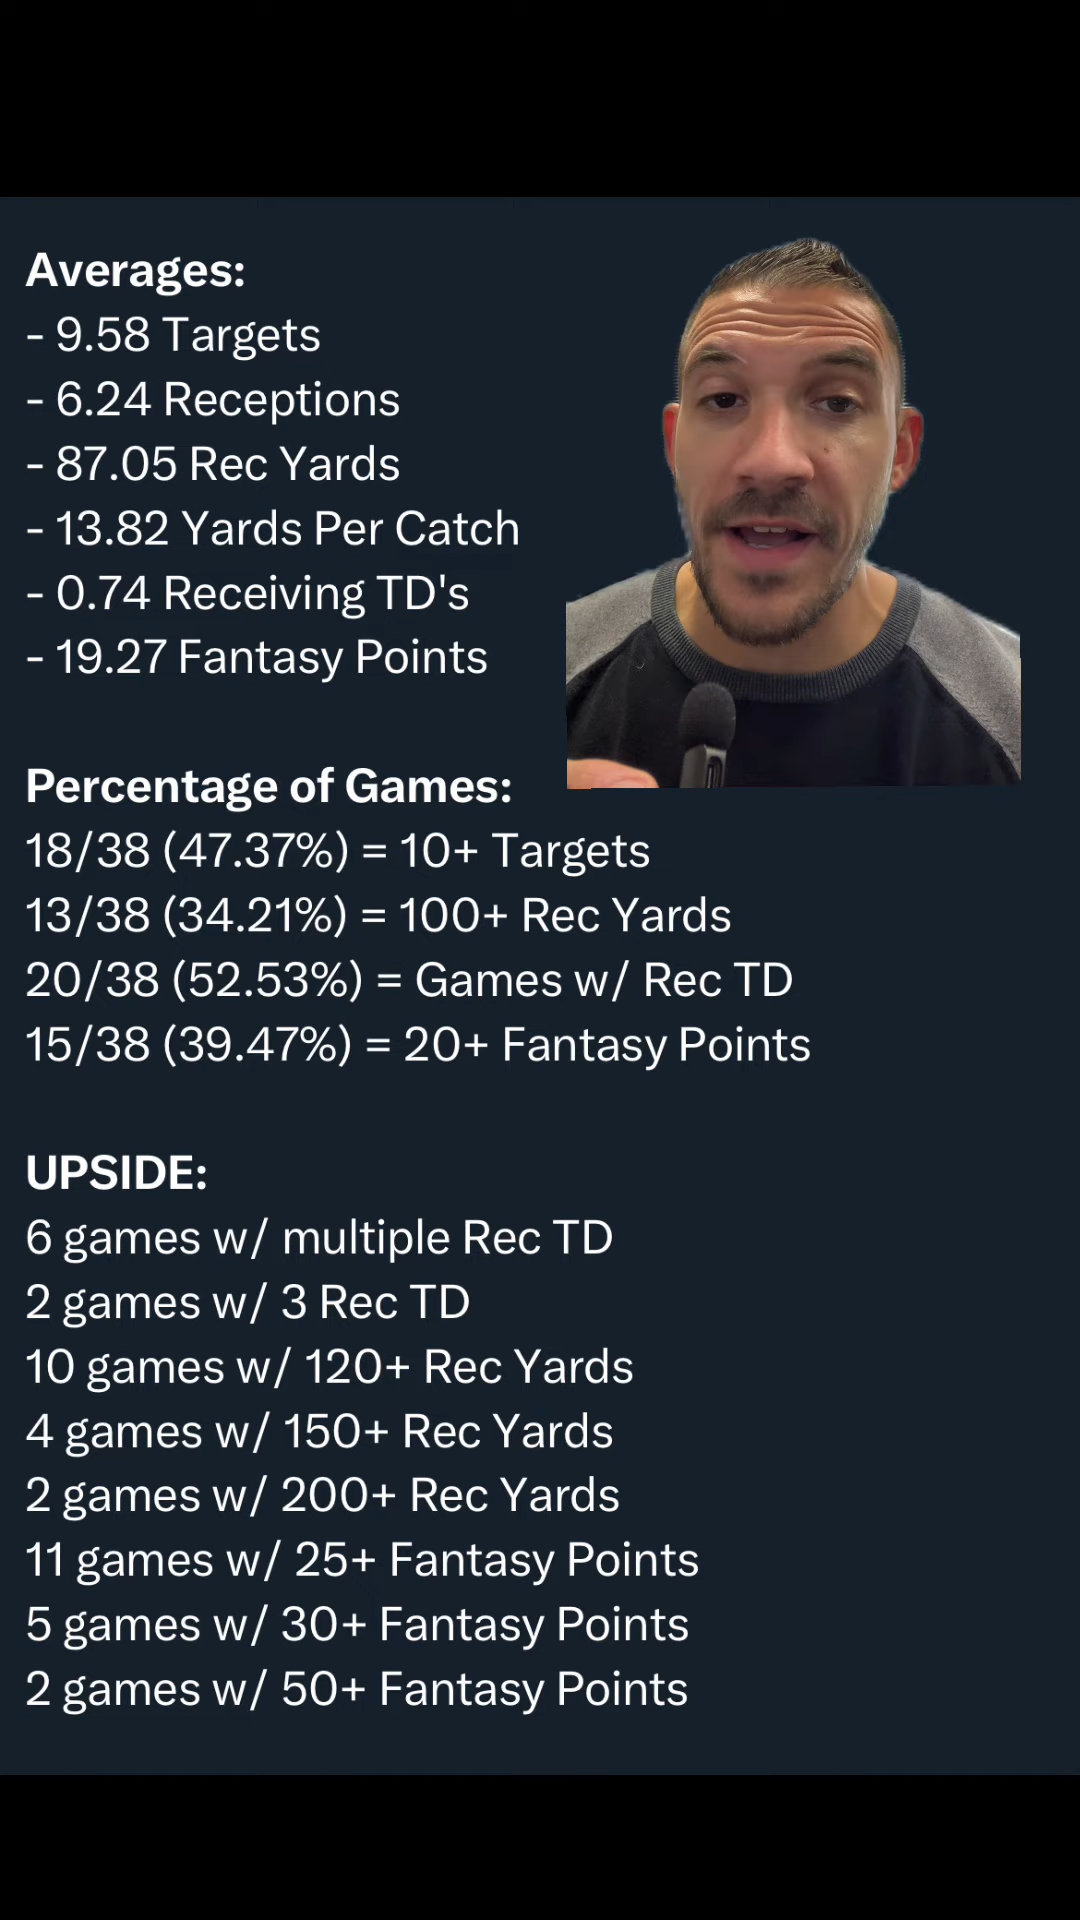 Averages:
- 9.58 Targets
- 6.24 Receptions
- 87.05 Rec Yards
- 13.82 Yards Per Catch
- 0.74 Receiving TD's
- 19.27 Fantasy Points
Percentage of Games:
18/38 (47.37%) = 10+ Targets
13/38 (34.21%) = 100+ Rec Yards
20/38 (52.53%) = Games w/ Rec TD
15/38 (39.47%) = 20+ Fantasy Points
UPSIDE:
6 games w/ multiple Rec TD
2 games w/ 3 Rec TD
10 games w/ 120+ Rec Yards
4 games w/ 150+ Rec Yards
2 games w/ 200+ Rec Yards
11 games w/ 25+ Fantasy Points
5 games w/ 30+ Fantasy Points
2 games w/ 50+ Fantasy Points